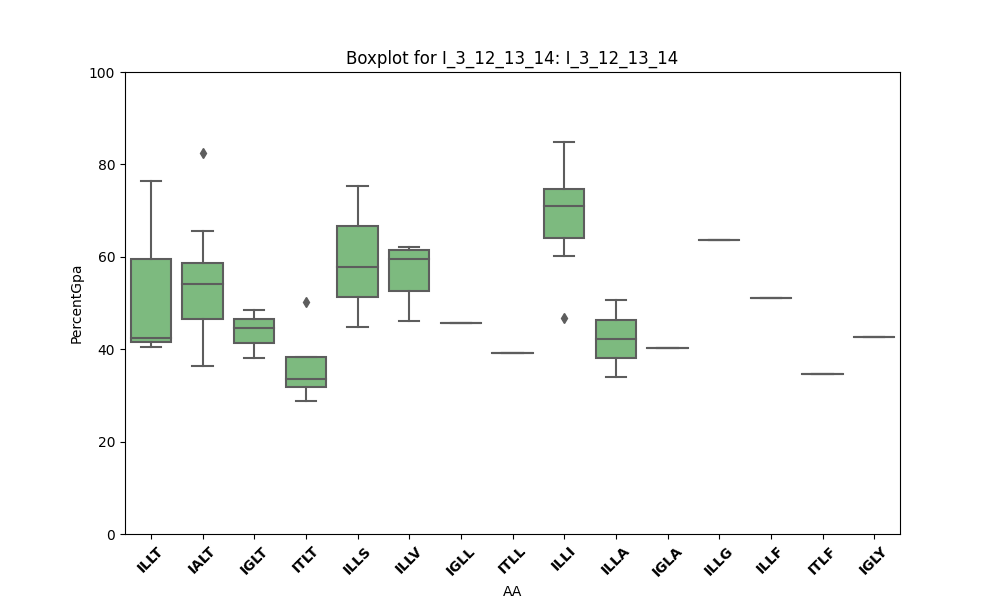 Boxplot for I_3_12_13_14: I_3_12_13_14
100
80
60
40
20
0
PercentGpa
ILLT
IALT
IGLT
ITLT
ILLS
ILLV
IGLL
ITLL
ILLI
ILLA
IGLA
ILLG
ILLF
ITLF
IGLY
AA